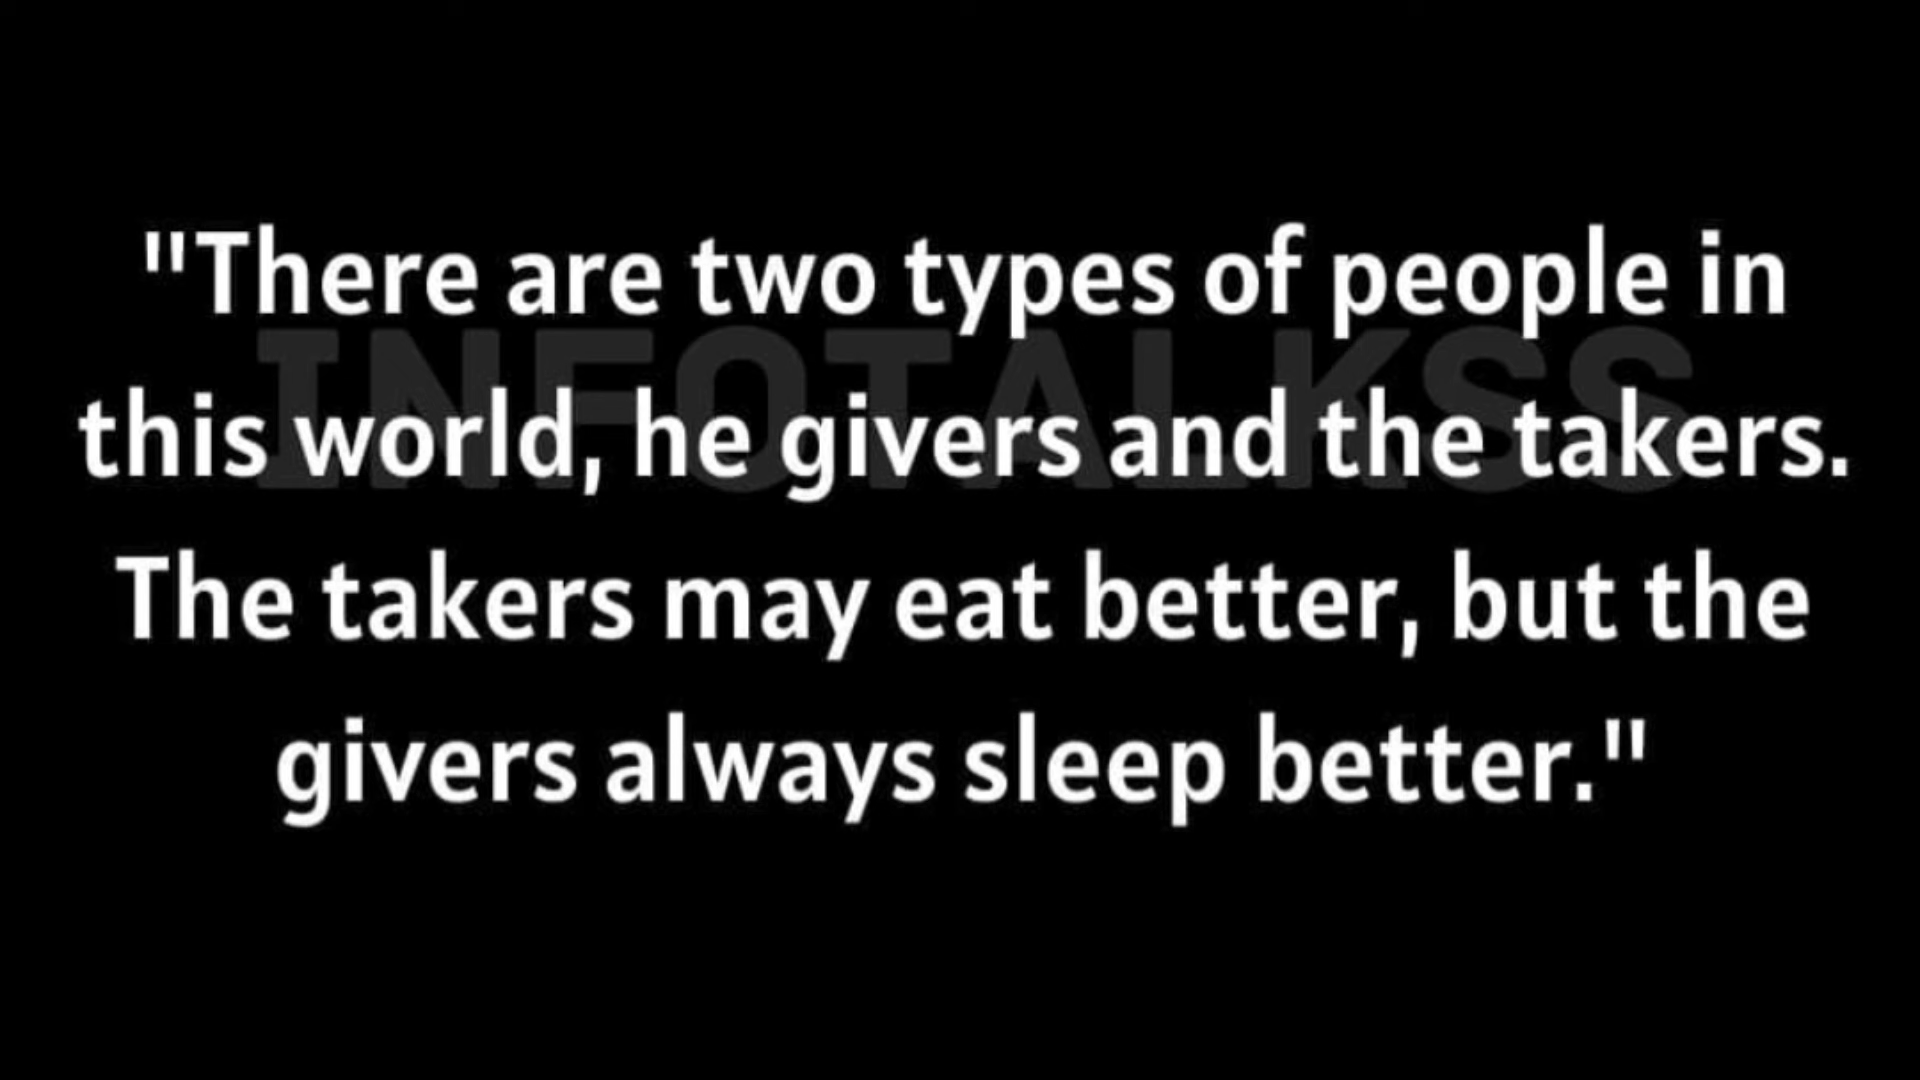 "There are two types of people in
INFOTALKSS
this world, he givers and the takers.
The takers may eat better, but the
givers always sleep better."